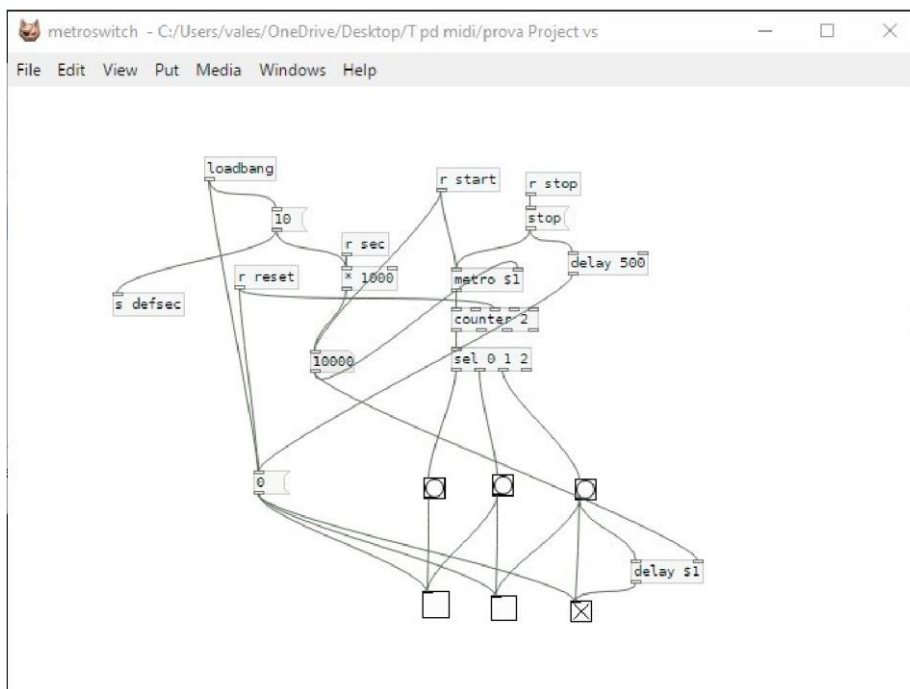 metroswitch - C:/Users/vales/OneDrive/Desktop/T pd midi/prova Project vs
File Edit View Put Media Windows Help
loadbang
r start
r stop
10
stop
r sec
delay 500
r reset
* 1000
metro $1
s defsec
counter 2
10000
sel 0 1 2
0
delay $1